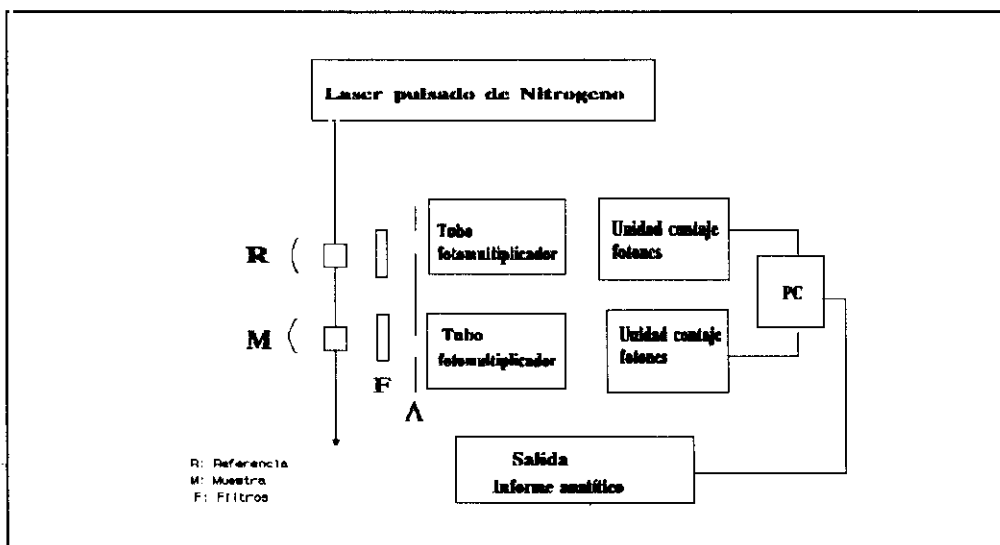 Laser pulsado de Nitrogeno
R
M
F
A
Tubo
fotomultiplicador
Tubo
fotomultiplicador
Unidad contaje
fotones
Unidad contaje
fotones
PC
Salida
Informe analítico
R: Referencia
M: Muestra
F: Filtros